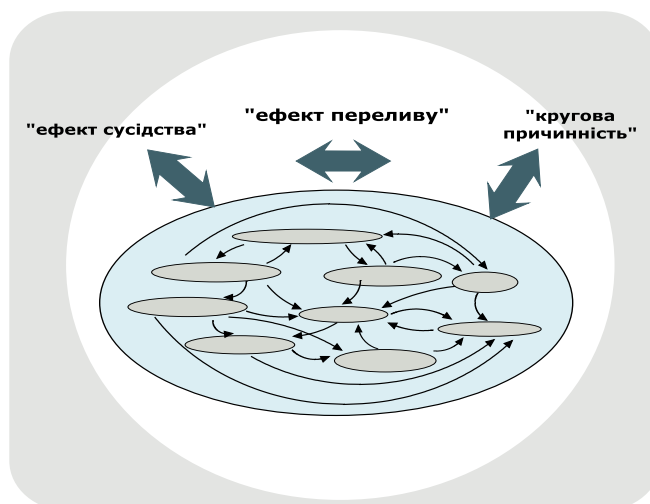 "ефект сусідства"
"ефект переливу"
"кругова
причинність"